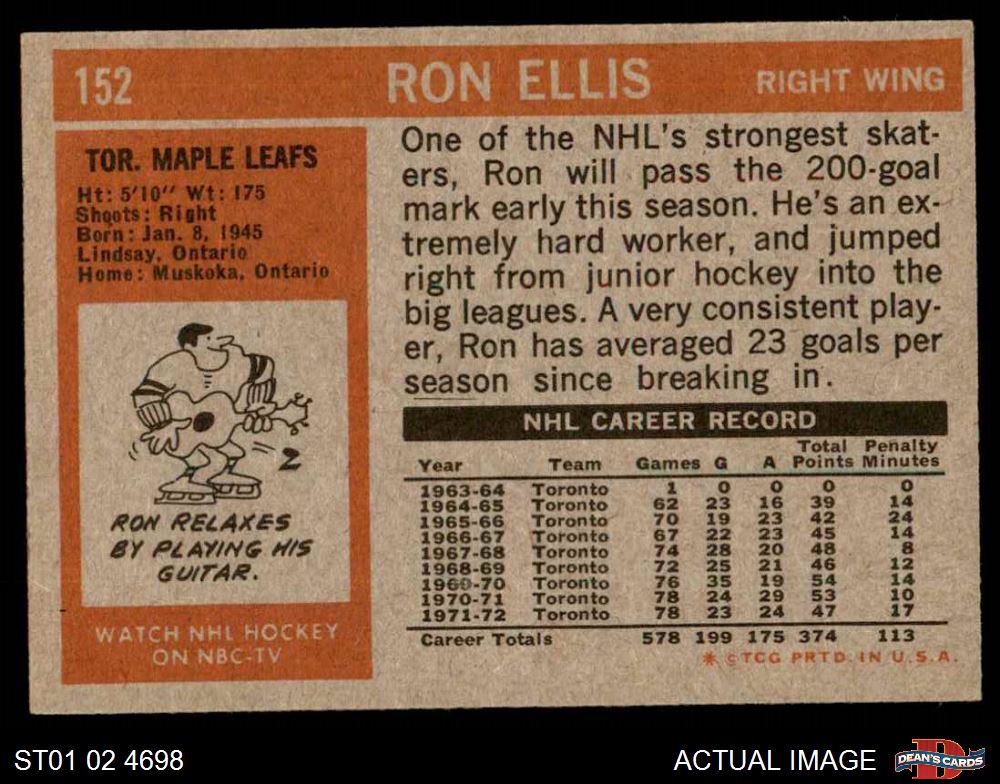 152 RON ELLIS RIGHT WING
TOR. MAPLE LEAFS
Ht: 5'10" Wt: 175
Shoots: Right
Born: Jan. 8, 1945
Lindsay, Ontario
Home: Muskoka, Ontario
2
RON RELAXES
BY PLAYING HIS
GUITAR.
WATCH NHL HOCKEY
ON NBC-TV
One of the NHL's strongest skat-
ers, Ron will pass the 200-goal
mark early this season. He's an ex-
tremely hard worker, and jumped
right from junior hockey into the
big leagues. A very consistent play-
er, Ron has averaged 23 goals per
season since breaking in.
NHL CAREER RECORD
Total Penalty
Year Team Games G A Points Minutes
1963-64 Toronto 1 0 0 0 0
1964-65 Toronto 62 23 16 39 14
1965-66 Toronto 70 19 23 42 24
1966-67 Toronto 67 22 23 45 14
1967-68 Toronto 74 28 20 48 8
1968-69 Toronto 72 25 21 46 12
1969-70 Toronto 76 35 19 54 14
1970-71 Toronto 78 24 29 53 10
1971-72 Toronto 78 23 24 47 17
Career Totals 578 199 175 374 113
* © TCG PRTD. IN U.S.A.
ST01 02 4698 ACTUAL IMAGE DEAN'S CARDS